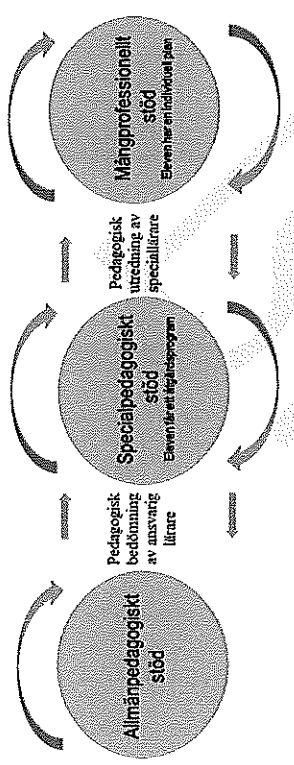 Allmänpedagogiskt
stöd
Pedagogisk
bedömning
av ansvarig
lärare
Specialpedagogiskt
stöd
Eleven får ett åtgärdsprogram
Pedagogisk
utredning av
speciallärare
Mångprofessionellt
stöd
Eleven har en individuell plan